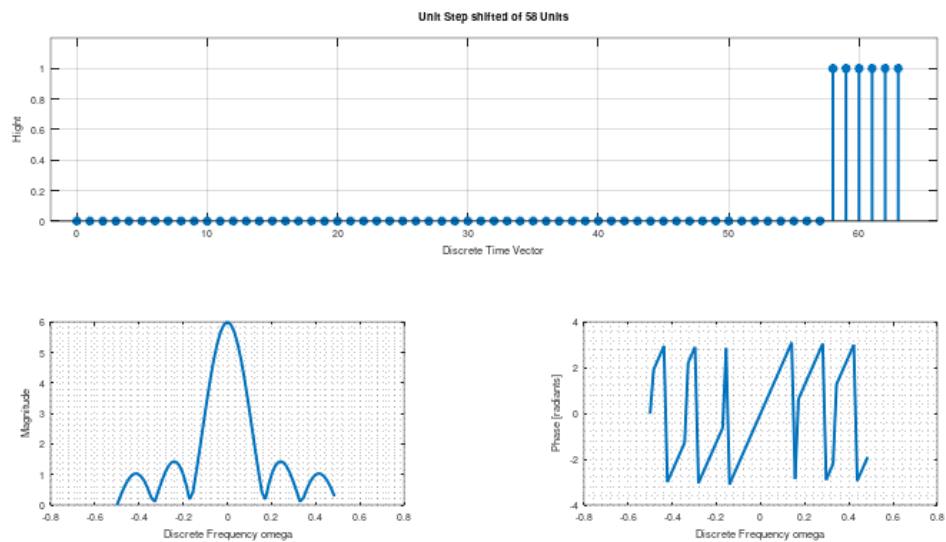 Unit Step shifted of 58 Units
Hight
1
0.8
0.6
0.4
0.2
0
0 10 20 30 40 50 60
Discrete Time Vector
Magnitude
6
5
4
3
2
1
0
-0.8 -0.6 -0.4 -0.2 0 0.2 0.4 0.6 0.8
Discrete Frequency omega
Phase [radiants]
4
2
0
-2
-4
-0.8 -0.6 -0.4 -0.2 0 0.2 0.4 0.6 0.8
Discrete Frequency omega